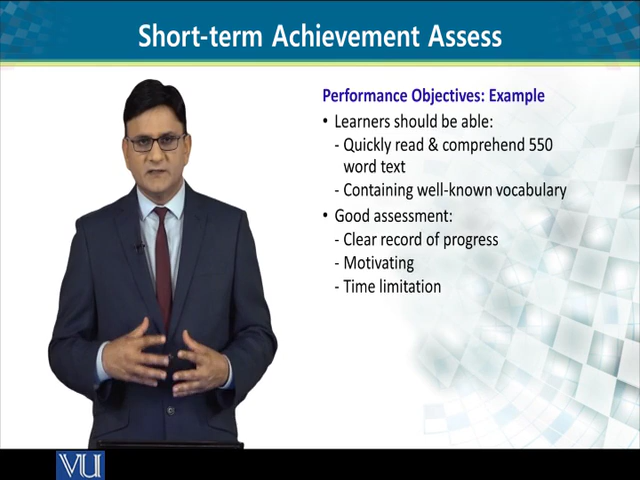 Short-term Achievement Assess
Performance Objectives: Example
• Learners should be able:
- Quickly read & comprehend 550
word text
- Containing well-known vocabulary
• Good assessment:
- Clear record of progress
- Motivating
- Time limitation
VU